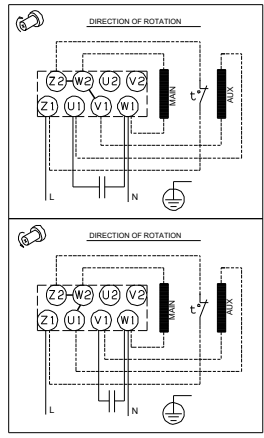 DIRECTION OF ROTATION
Z2 W2 U2 V2
Z1 U1 V1 W1
MAIN
t°
AUX
L
N
DIRECTION OF ROTATION
Z2 W2 U2 V2
Z1 U1 V1 W1
MAIN
t°
AUX
L
N